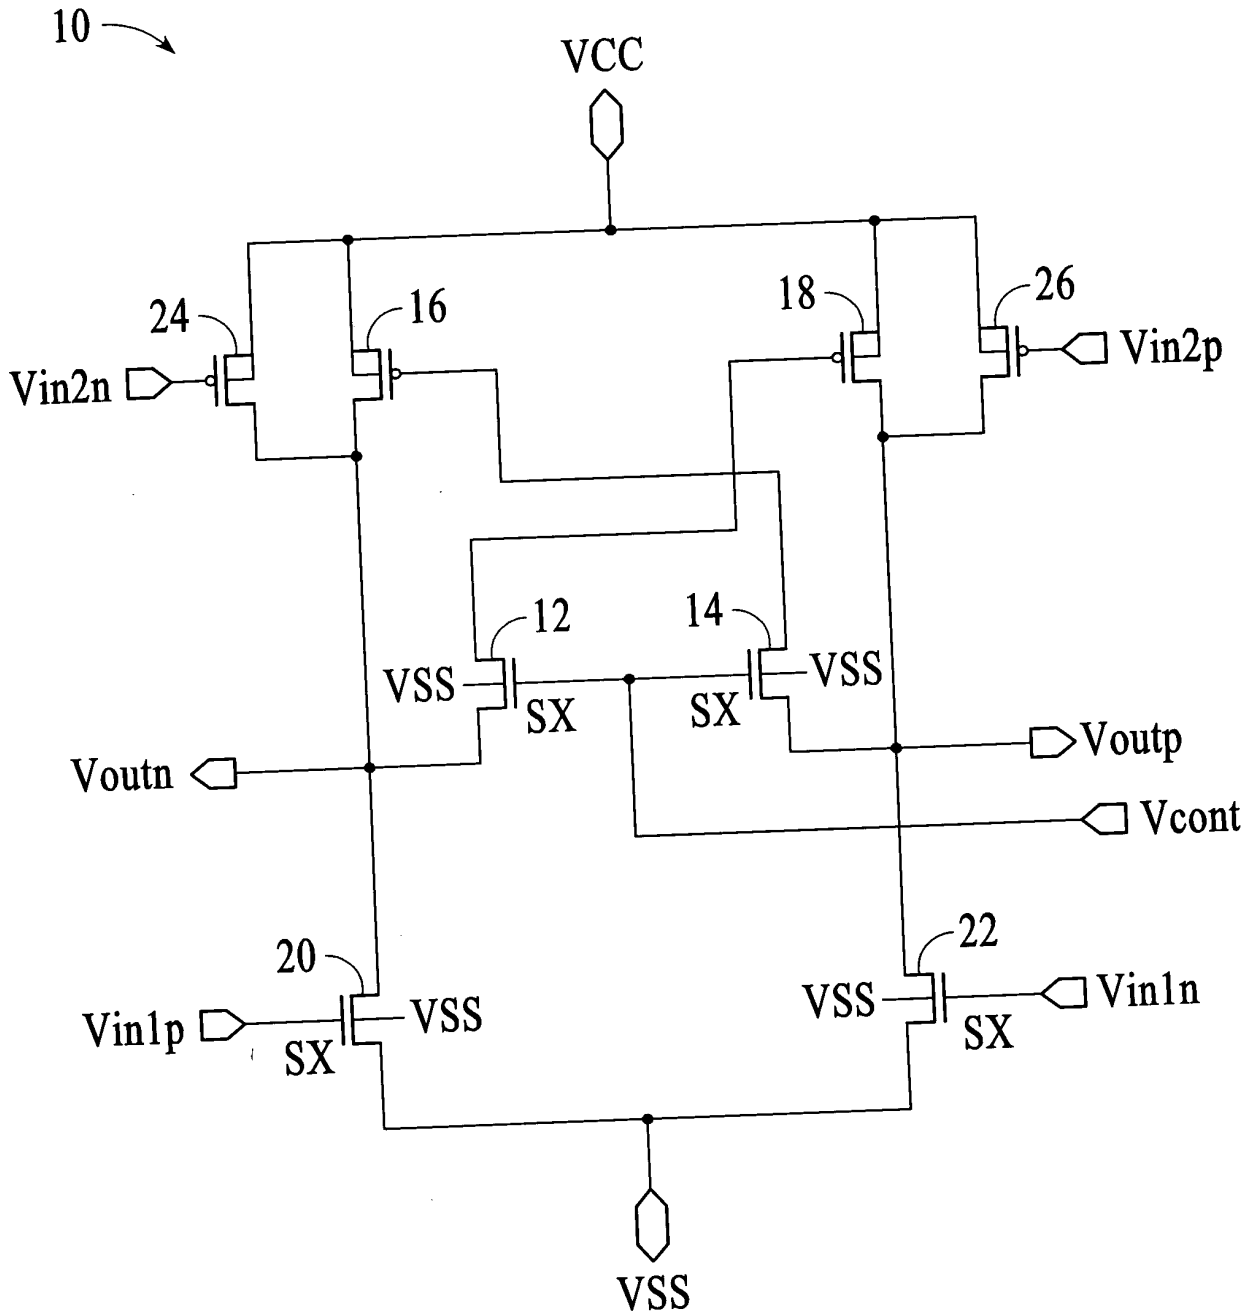 10
VCC
24
16
18
26
Vin2n
Vin2p
12
14
VSS
SX
SX
VSS
Voutn
Voutp
Vcont
20
22
Vin1p
SX
VSS
VSS
SX
Vin1n
VSS